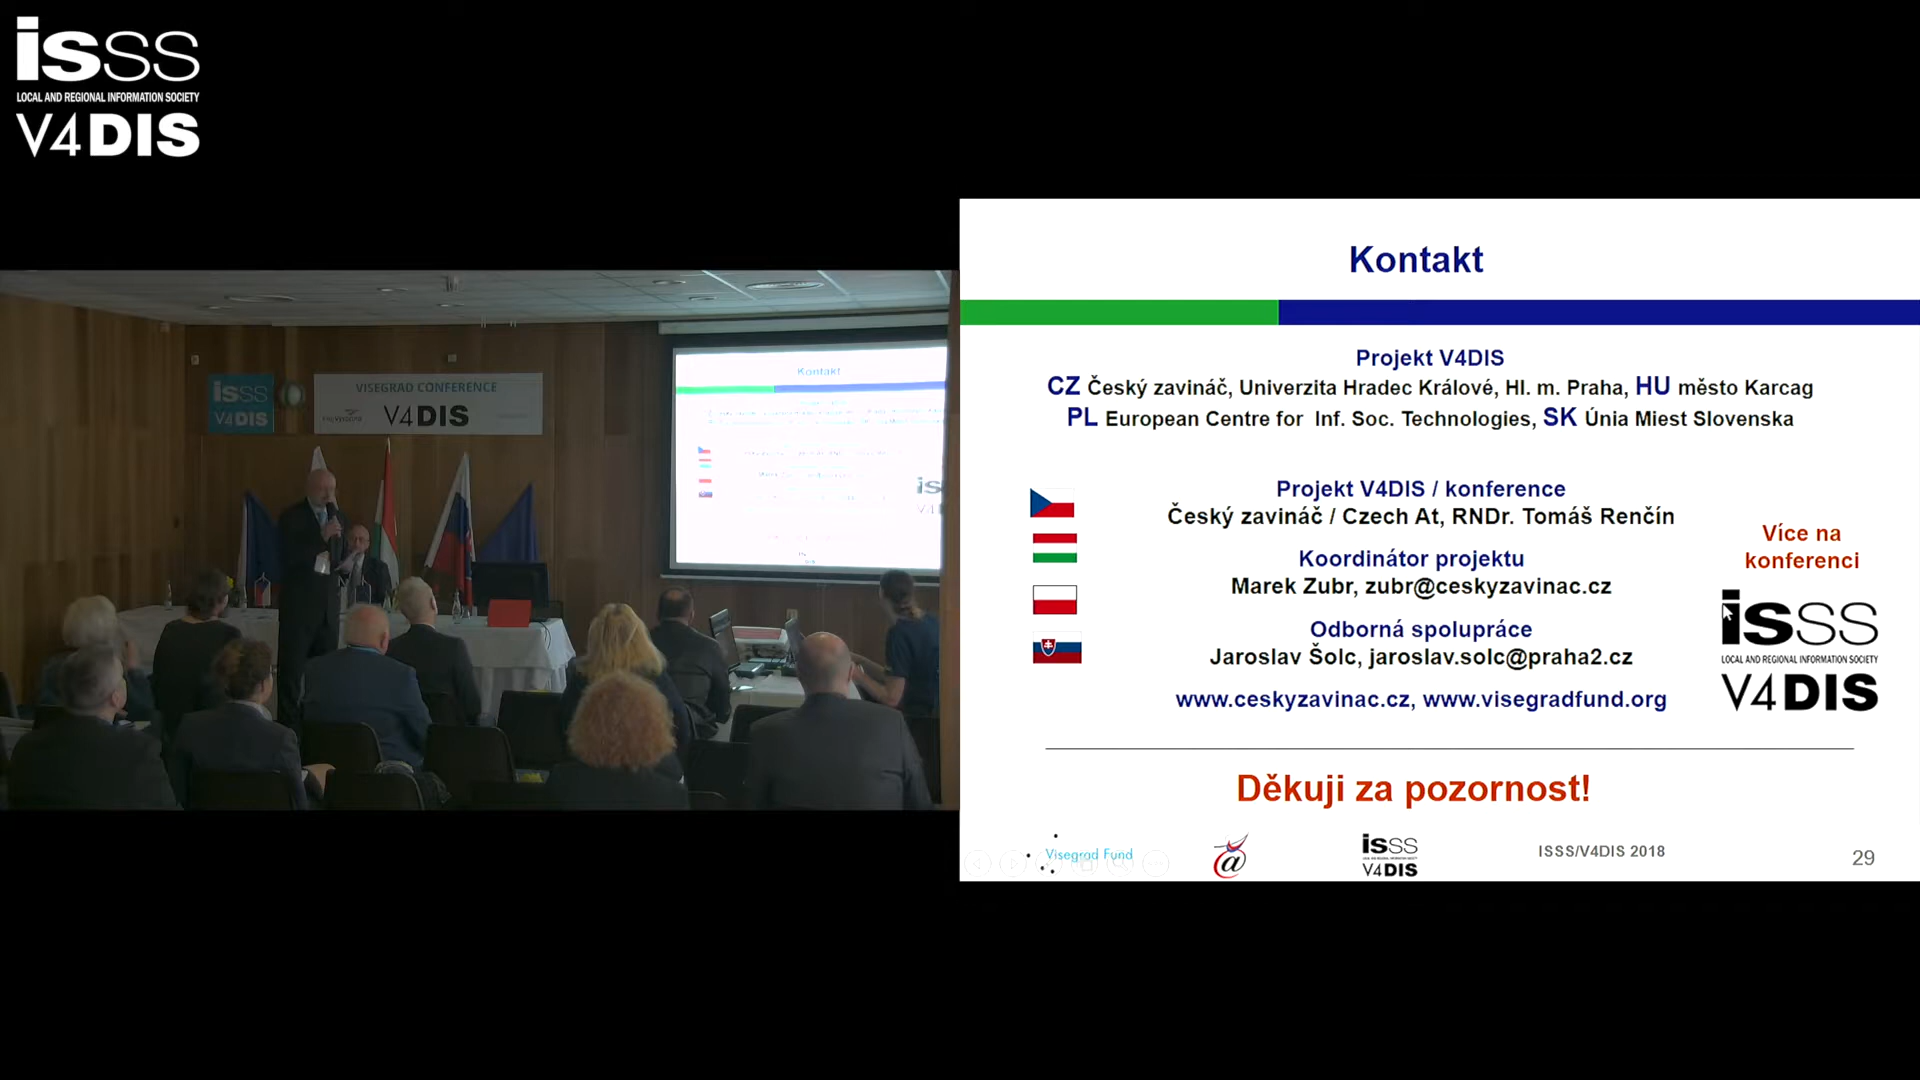 isss
LOCAL AND REGIONAL INFORMATION SOCIETY
V4DIS
isss
V4DIS
VISEGRAD CONFERENCE
V4DIS
Kontakt
Kontakt
Projekt V4DIS
CZ Český zavináč, Univerzita Hradec Králové, Hl. m. Praha, HU město Karcag
PL European Centre for Inf. Soc. Technologies, SK Únia Miest Slovenska
Projekt V4DIS / konference
Český zavináč / Czech At, RNDr. Tomáš Renčín
Koordinátor projektu
Marek Zubr, zubr@ceskyzavinac.cz
Odborná spolupráce
Jaroslav Šolc, jaroslav.solc@praha2.cz
www.ceskyzavinac.cz, www.visegradfund.org
Více na
konferenci
isss
LOCAL AND REGIONAL INFORMATION SOCIETY
V4DIS
Děkuji za pozornost!
Visegrad Fund
@
isss
V4DIS
ISSS/V4DIS 2018
29